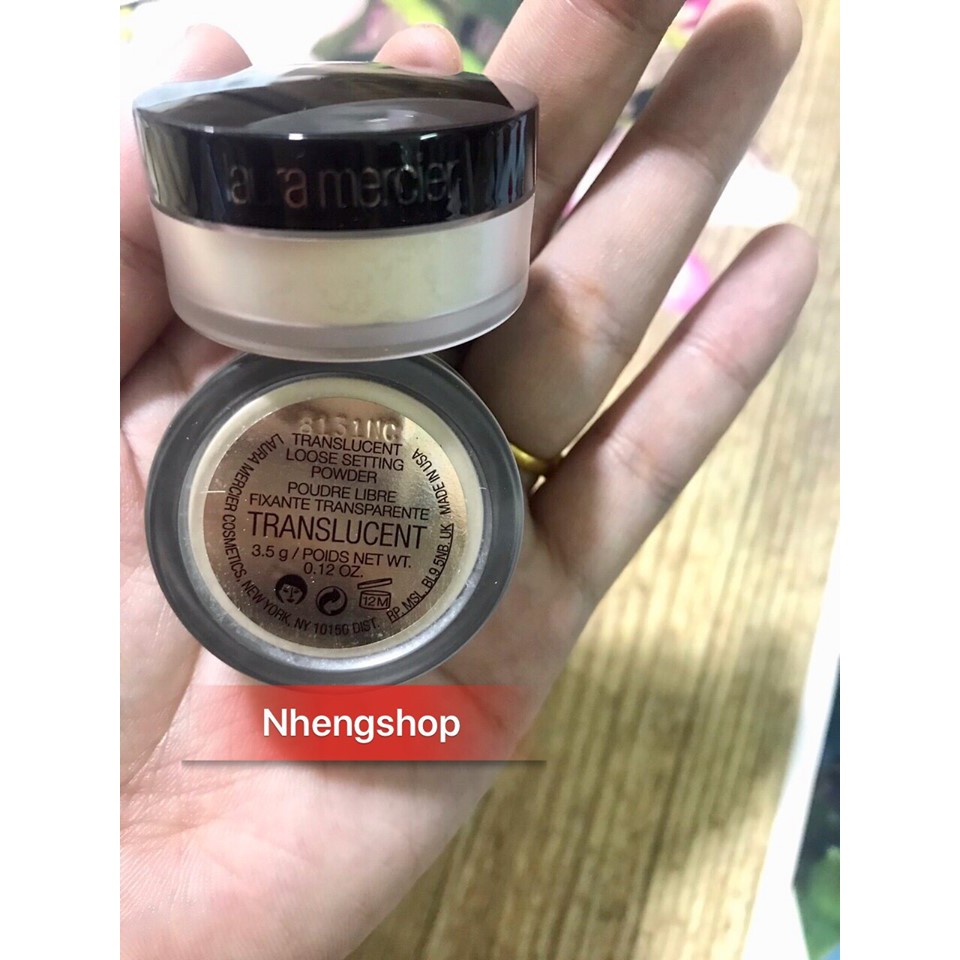 laura mercier
8151NC
TRANSLUCENT
LOOSE SETTING
POWDER
POUDRE LIBRE
FIXANTE TRANSPARENTE
TRANSLUCENT
3.5 g / POIDS NET WT.
0.12 OZ.
12M
LAURA MERCIER COSMETICS, NEW YORK, NY 10150 DIST. RP. MSL, BL9 5NB. UK MADE IN USA
Nhengshop